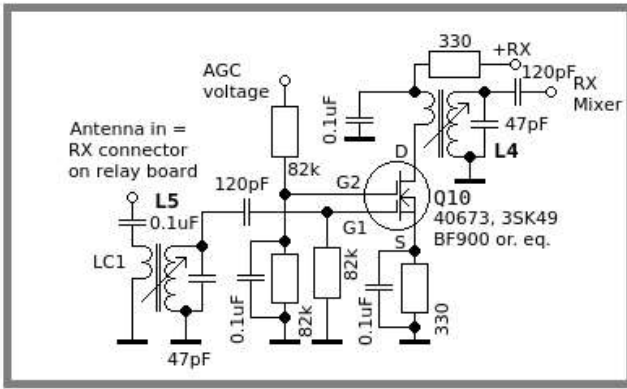 330
+RX
120pF
RX
Mixer
AGC
voltage
0.1uF
47pF
L4
Antenna in =
RX connector
on relay board
82k
D
120pF
G2
L5
0.1uF
Q10
40673, 3SK49
BF900 or. eq.
G1
S
LC1
82k
0.1uF
82k
0.1uF
330
47pF